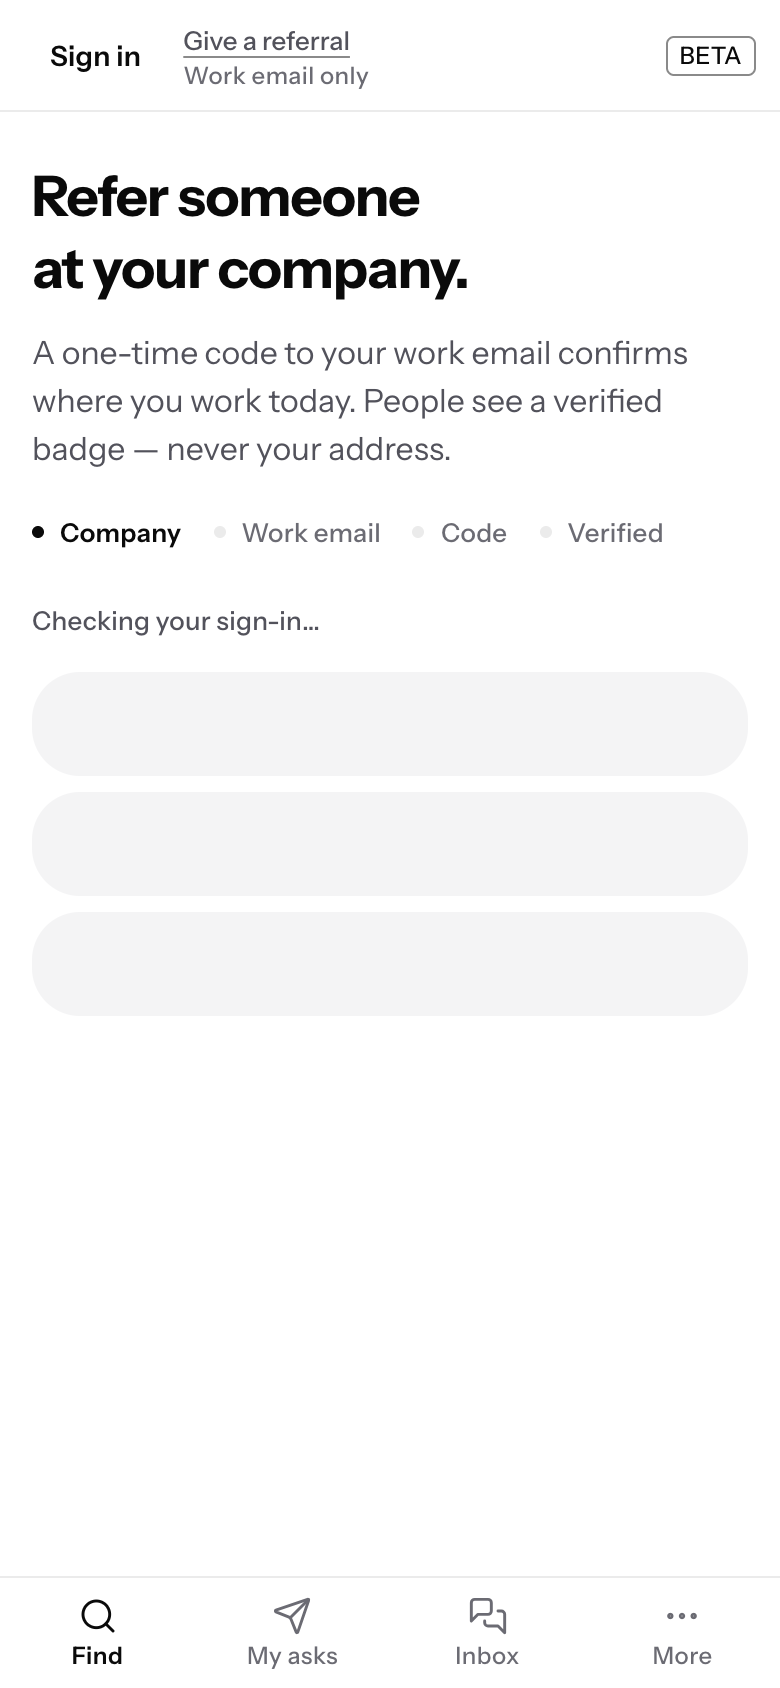 Sign in
Give a referral
Work email only
BETA
Refer someone
at your company.
A one-time code to your work email confirms
where you work today. People see a verified
badge — never your address.
Company
Work email
Code
Verified
Checking your sign-in...
Find
My asks
Inbox
More